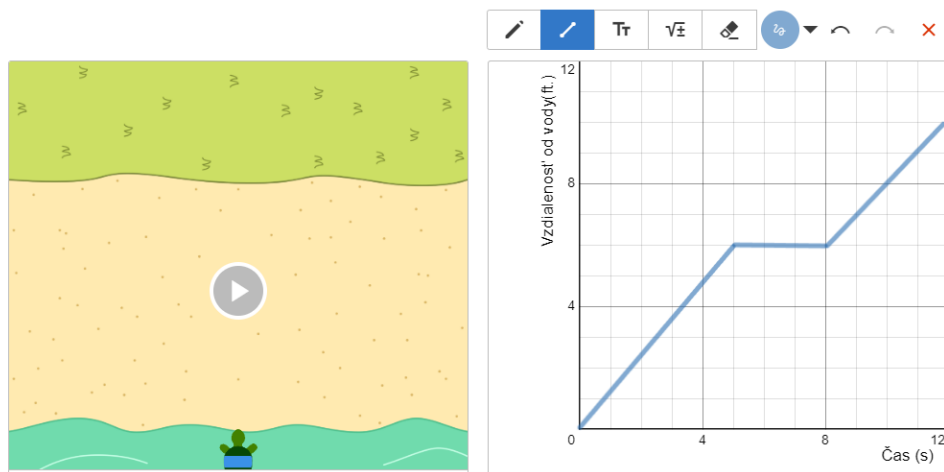 Tт
√±
12
Vzdialenosť od vody(ft.)
8
4
0
4
8
12
Čas (s)